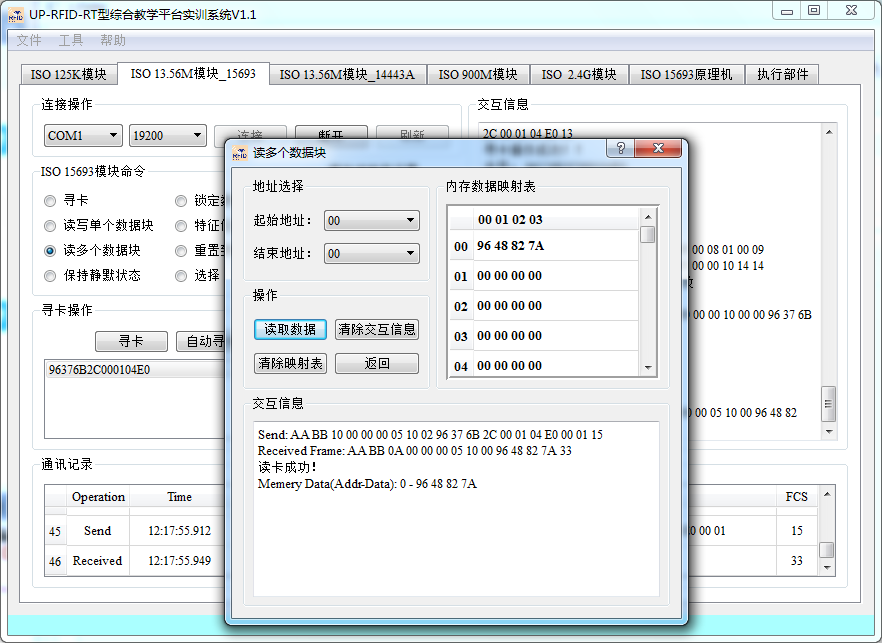 UP-RFID-RT型综合教学平台实训系统V1.1
文件 工具 帮助
ISO 125K模块 ISO 13.56M模块_15693 ISO 13.56M模块_14443A ISO 900M模块 ISO 2.4G模块 ISO 15693原理机 执行部件
连接操作
COM1 19200 连接 断开 刷新
ISO 15693模块命令
寻卡 锁定
读写单个数据块 特征
读多个数据块 重置
保持静默状态 选择
寻卡操作
寻卡 自动寻
96376B2C000104E0
通讯记录
Operation Time FCS
45 Send 12:17:55.912 0 00 01 15
46 Received 12:17:55.949 33
交互信息
2C 00 01 04 E0 13
00 08 01 00 09
00 00 10 14 14
00 00 10 00 00 96 37 6B
00 05 10 00 96 48 82
读多个数据块
地址选择
起始地址: 00
结束地址: 00
操作
读取数据 清除交互信息
清除映射表 返回
内存数据映射表
00 01 02 03
00 96 48 82 7A
01 00 00 00 00
02 00 00 00 00
03 00 00 00 00
04 00 00 00 00
交互信息
Send: AA BB 10 00 00 00 05 10 02 96 37 6B 2C 00 01 04 E0 00 01 15
Received Frame: AA BB 0A 00 00 00 05 10 00 96 48 82 7A 33
读卡成功!
Memery Data(Addr-Data): 0 - 96 48 82 7A